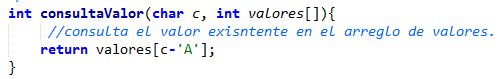 int consultaValor(char c, int valores[]){
//consulta el valor exisntente en el arreglo de valores.
return valores[c-'A'];
}